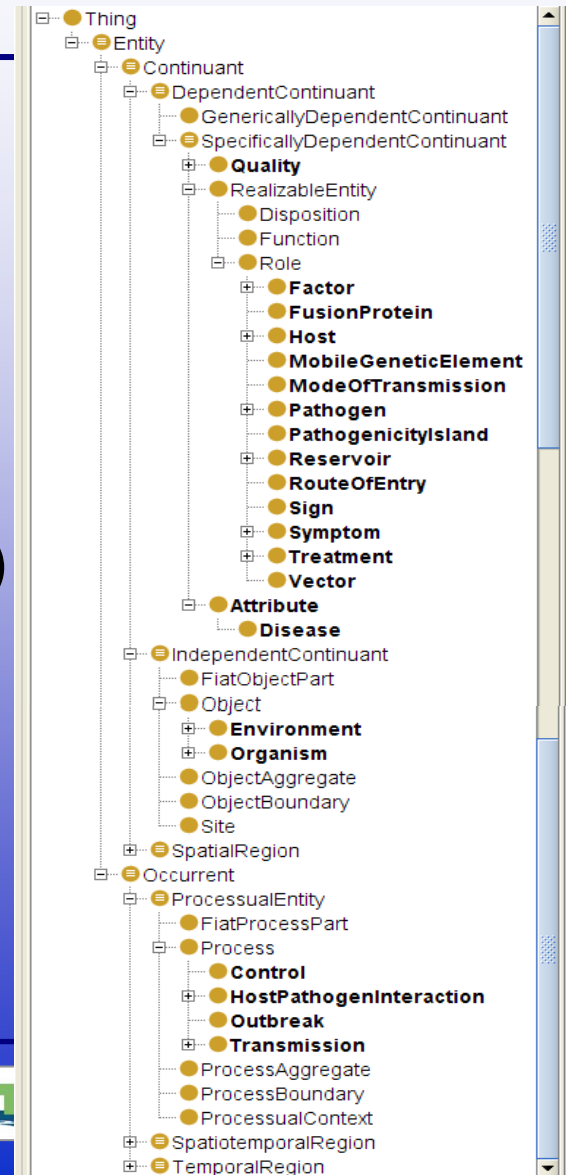 Thing
Entity
Continuant
DependentContinuant
GenericallyDependentContinuant
SpecificallyDependentContinuant
Quality
RealizableEntity
Disposition
Function
Role
Factor
FusionProtein
Host
MobileGeneticElement
ModeOfTransmission
Pathogen
PathogenicityIsland
Reservoir
RouteOfEntry
Sign
Symptom
Treatment
Vector
Attribute
Disease
IndependentContinuant
FiatObjectPart
Object
Environment
Organism
ObjectAggregate
ObjectBoundary
Site
SpatialRegion
Occurrent
ProcessualEntity
FiatProcessPart
Process
Control
HostPathogenInteraction
Outbreak
Transmission
ProcessAggregate
ProcessBoundary
ProcessualContext
SpatiotemporalRegion
TemporalRegion